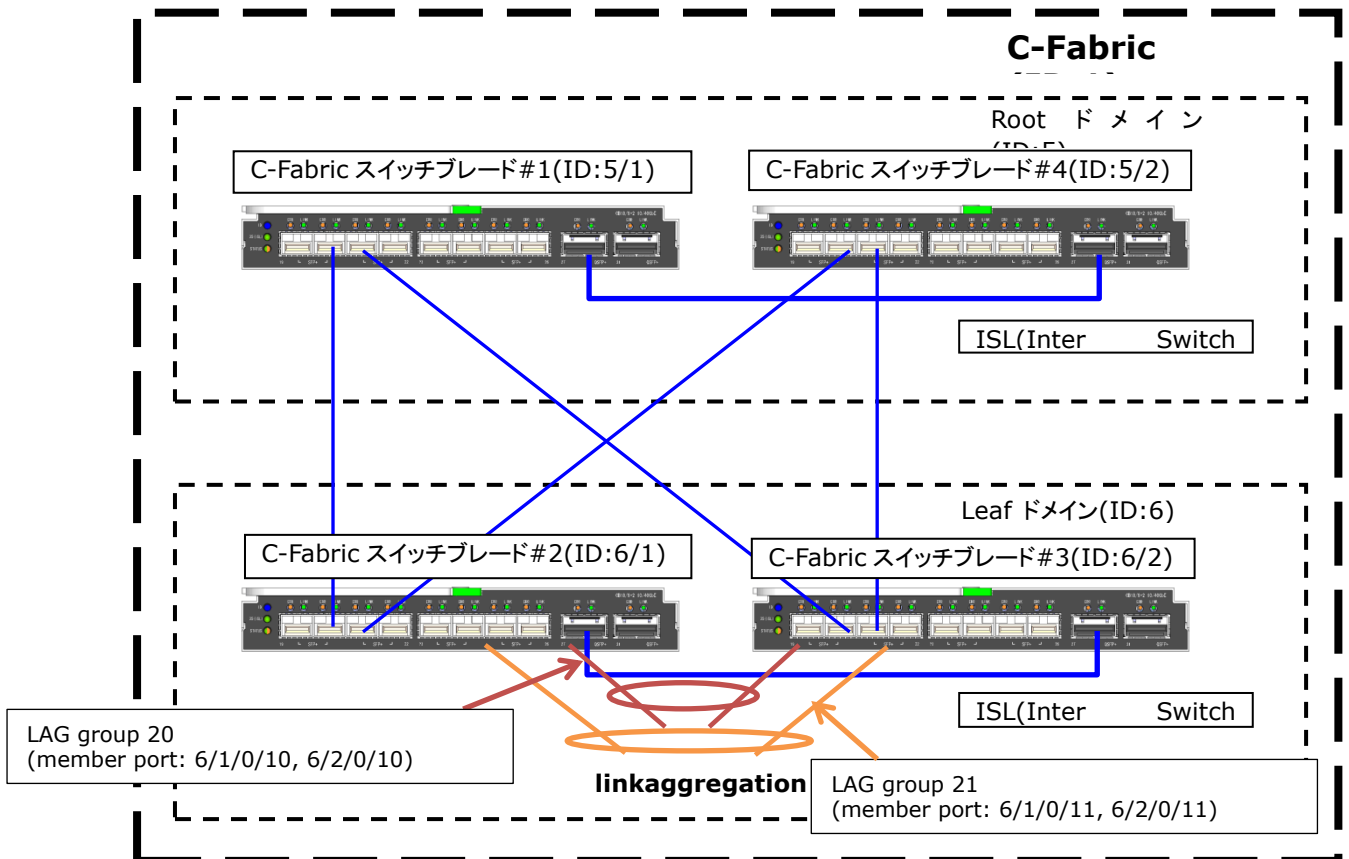 C-Fabric
Root ドメイン
C-Fabric スイッチブレード#1(ID:5/1)
C-Fabric スイッチブレード#4(ID:5/2)
ISL(Inter Switch
Leaf ドメイン(ID:6)
C-Fabric スイッチブレード#2(ID:6/1)
C-Fabric スイッチブレード#3(ID:6/2)
ISL(Inter Switch
LAG group 20
(member port: 6/1/0/10, 6/2/0/10)
linkaggregation
LAG group 21
(member port: 6/1/0/11, 6/2/0/11)